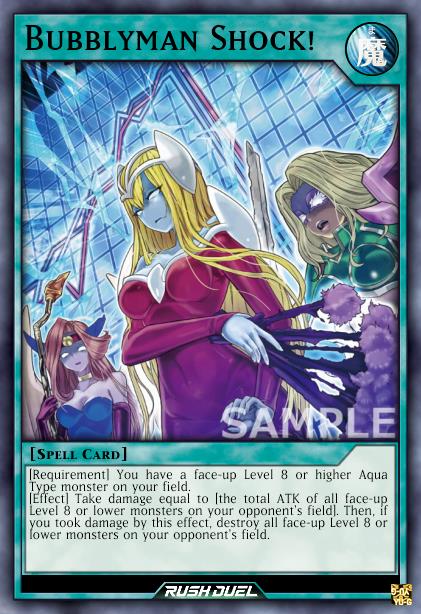 Bubblyman Shock!
ま
魔
SAMPLE
[Spell Card]
[Requirement] You have a face-up Level 8 or higher Aqua
Type monster on your field.
[Effect] Take damage equal to [the total ATK of all face-up
Level 8 or lower monsters on your opponent's field]. Then, if
you took damage by this effect, destroy all face-up Level 8 or
lower monsters on your opponent's field.
RUSH DUEL